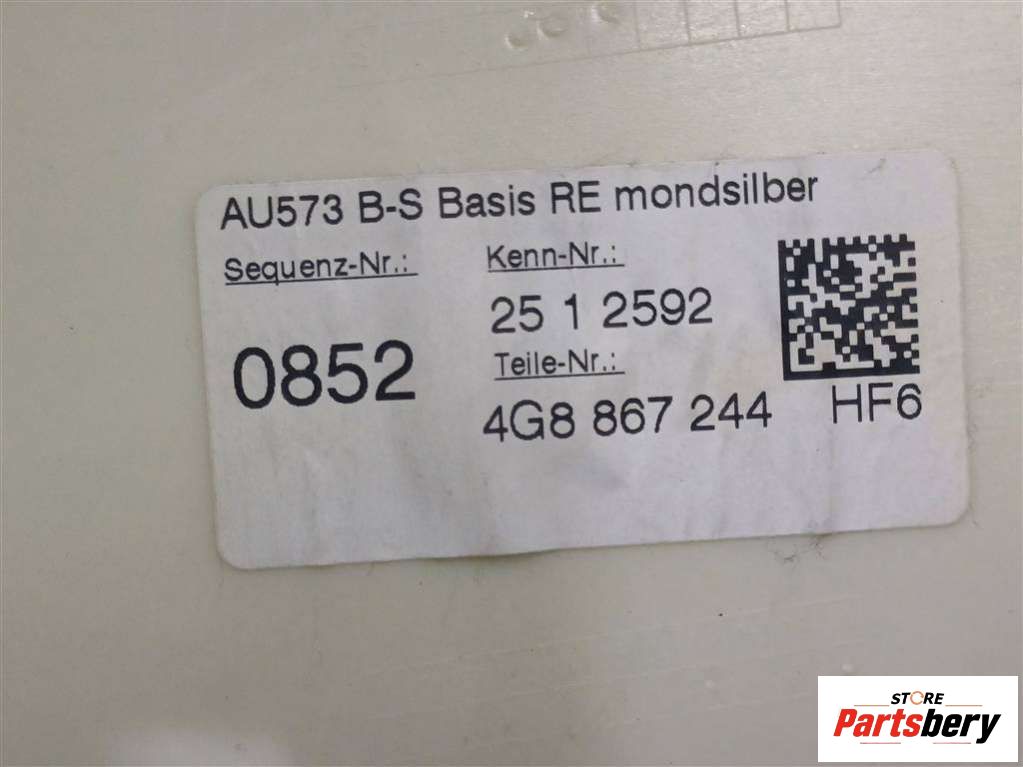 AU573 B-S Basis RE mondsilber
Sequenz-Nr.:
Kenn-Nr.:
25 1 2592
0852
Teile-Nr.:
4G8 867 244
HF6
STORE
Partsbery